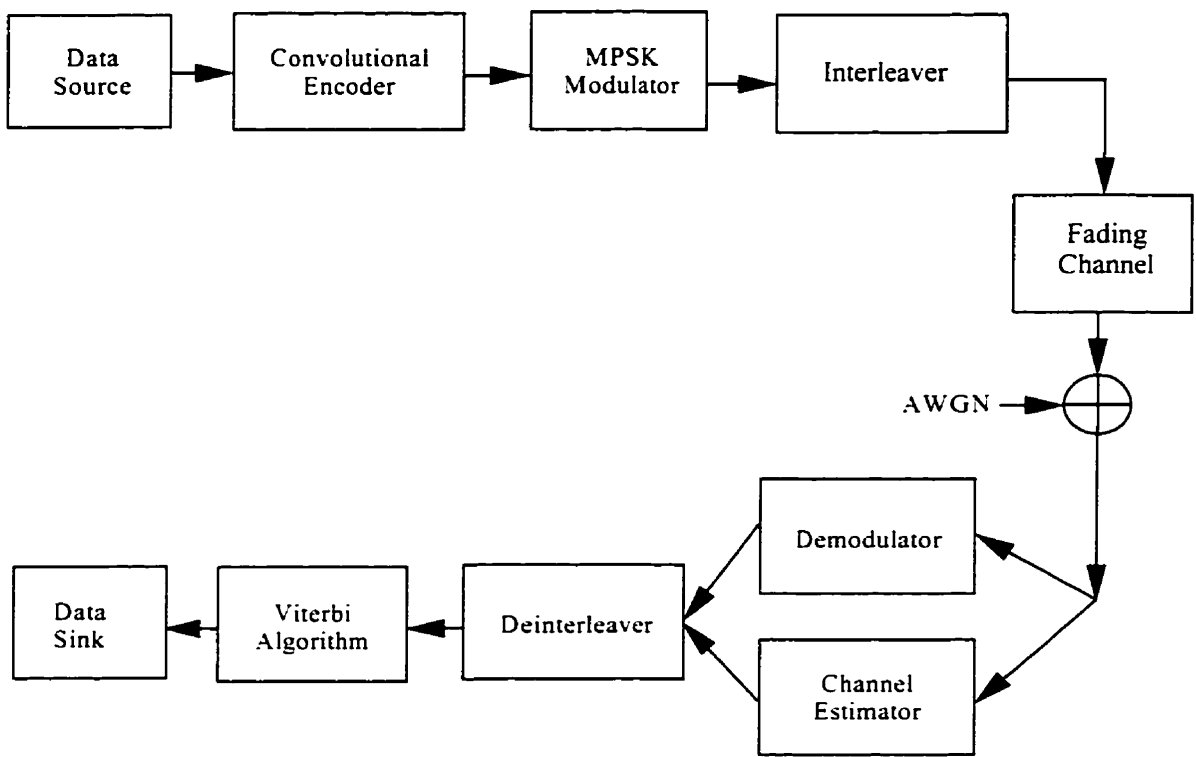 Data
Source
Convolutional
Encoder
MPSK
Modulator
Interleaver
Fading
Channel
AWGN
Demodulator
Channel
Estimator
Deinterleaver
Viterbi
Algorithm
Data
Sink